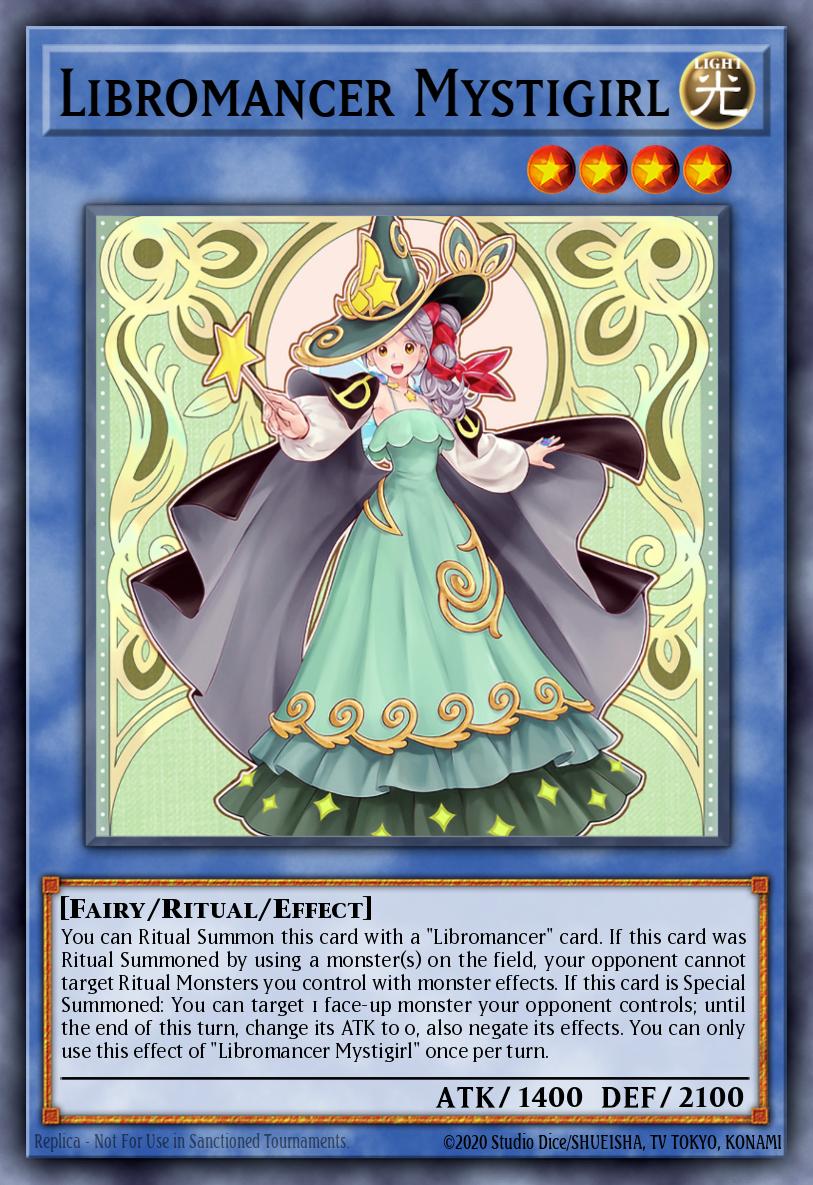 Libromancer Mystigirl
LIGHT
光
[Fairy/Ritual/Effect]
You can Ritual Summon this card with a "Libromancer" card. If this card was
Ritual Summoned by using a monster(s) on the field, your opponent cannot
target Ritual Monsters you control with monster effects. If this card is Special
Summoned: You can target 1 face-up monster your opponent controls; until
the end of this turn, change its ATK to 0, also negate its effects. You can only
use this effect of "Libromancer Mystigirl" once per turn.
ATK/ 1400 DEF/ 2100
Replica - Not For Use in Sanctioned Tournaments.
©2020 Studio Dice/SHUEISHA, TV TOKYO, KONAMI